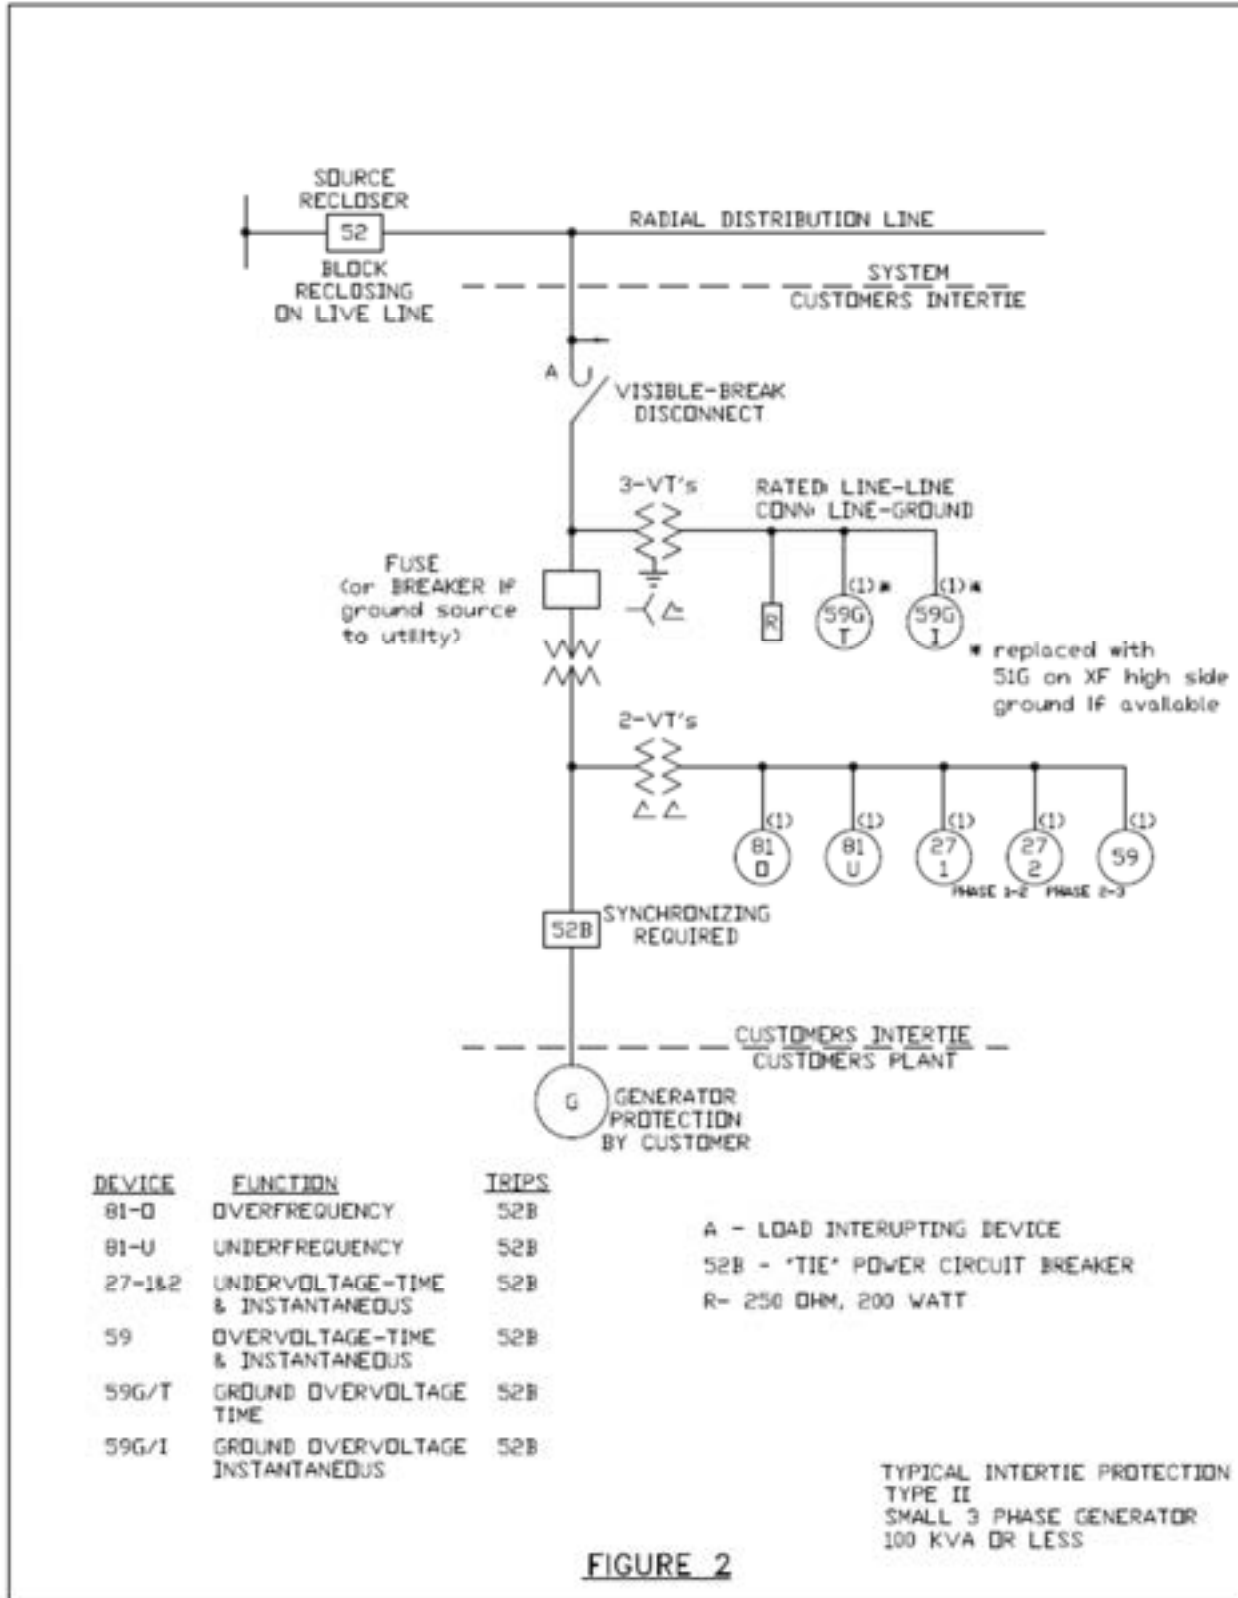 SOURCE
RECLOSER
52
BLOCK
RECLOSING
ON LIVE LINE
RADIAL DISTRIBUTION LINE
SYSTEM
CUSTOMERS INTERTIE
A
VISIBLE-BREAK
DISCONNECT
3-VT's
RATED: LINE-LINE
CONN: LINE-GROUND
FUSE
(or BREAKER if
ground source
to utility)
R
(1)*
59G
T
(1)*
59G
I
* replaced with
51G on XF high side
ground if available
2-VT's
(1)
81
O
(1)
81
U
(1)
27
1
(1)
27
2
(1)
59
PHASE 1-2 PHASE 2-3
52B
SYNCHRONIZING
REQUIRED
CUSTOMERS INTERTIE
CUSTOMERS PLANT
G
GENERATOR
PROTECTION
BY CUSTOMER
DEVICE FUNCTION TRIPS
81-O OVERFREQUENCY 52B
81-U UNDERFREQUENCY 52B
27-1&2 UNDERVOLTAGE-TIME 52B
& INSTANTANEOUS
59 OVERVOLTAGE-TIME 52B
& INSTANTANEOUS
59G/T GROUND OVERVOLTAGE 52B
TIME
59G/I GROUND OVERVOLTAGE 52B
INSTANTANEOUS
A - LOAD INTERUPTING DEVICE
52B - "TIE" POWER CIRCUIT BREAKER
R- 250 OHM, 200 WATT
TYPICAL INTERTIE PROTECTION
TYPE II
SMALL 3 PHASE GENERATOR
100 KVA OR LESS
FIGURE 2